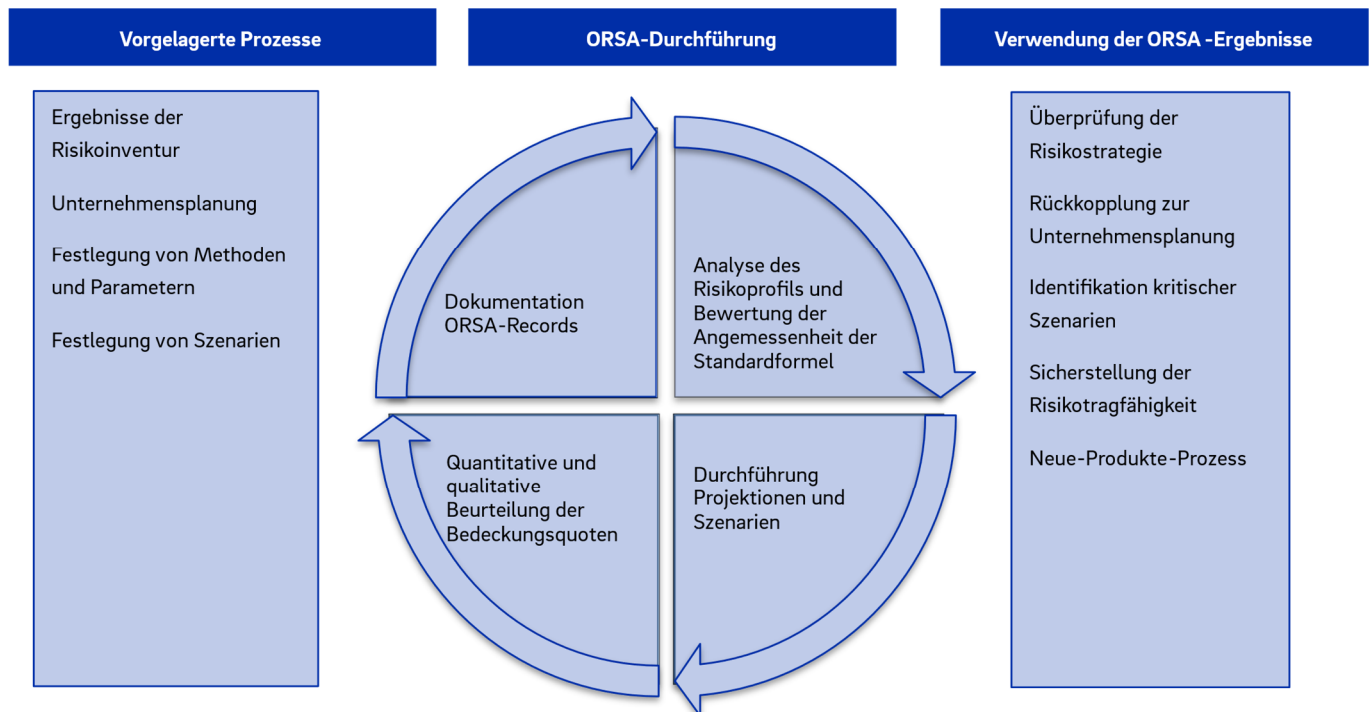 Vorgelagerte Prozesse
ORSA-Durchführung
Verwendung der ORSA -Ergebnisse
Ergebnisse der
Risikoinventur
Unternehmensplanung
Festlegung von Methoden
und Parametern
Festlegung von Szenarien
Dokumentation
ORSA-Records
Analyse des
Risikoprofils und
Bewertung der
Angemessenheit der
Standardformel
Quantitative und
qualitative
Beurteilung der
Bedeckungsquoten
Durchführung
Projektionen und
Szenarien
Überprüfung der
Risikostrategie
Rückkopplung zur
Unternehmensplanung
Identifikation kritischer
Szenarien
Sicherstellung der
Risikotragfähigkeit
Neue-Produkte-Prozess